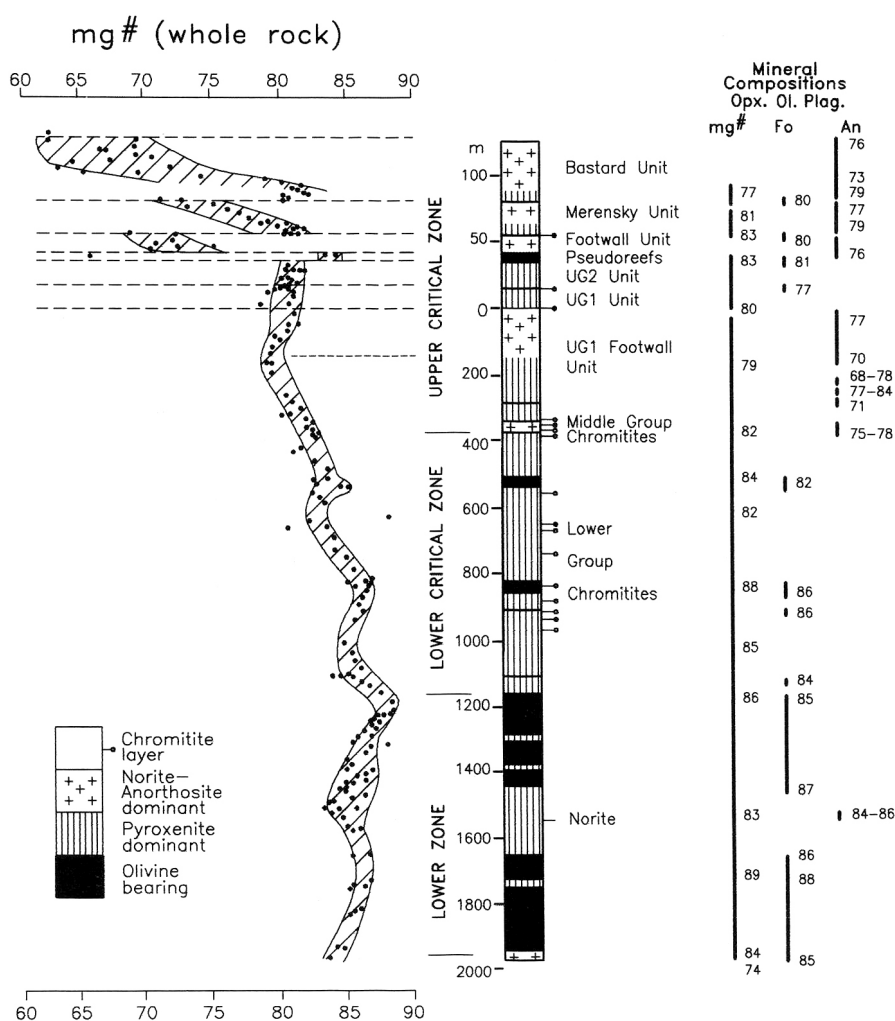 mg# (whole rock)
60 65 70 75 80 85 90
Mineral
Compositions
Opx. Ol. Plag.
mg# Fo An
m
100
50
0
200
400
600
800
1000
1200
1400
1600
1800
2000
UPPER CRITICAL ZONE
LOWER CRITICAL ZONE
LOWER ZONE
Bastard Unit
Merensky Unit
Footwall Unit
Pseudoreefs
UG2 Unit
UG1 Unit
UG1 Footwall
Unit
Middle Group
Chromitites
Lower
Group
Chromitites
Norite
77
81
83
83
80
79
82
84
82
88
85
86
83
89
84
74
80
80
81
77
82
86
86
84
85
87
86
88
85
76
73
79
77
79
76
77
70
68-78
77-84
71
75-78
84-86
Chromitite
layer
Norite-
Anorthosite
dominant
Pyroxenite
dominant
Olivine
bearing
60 65 70 75 80 85 90